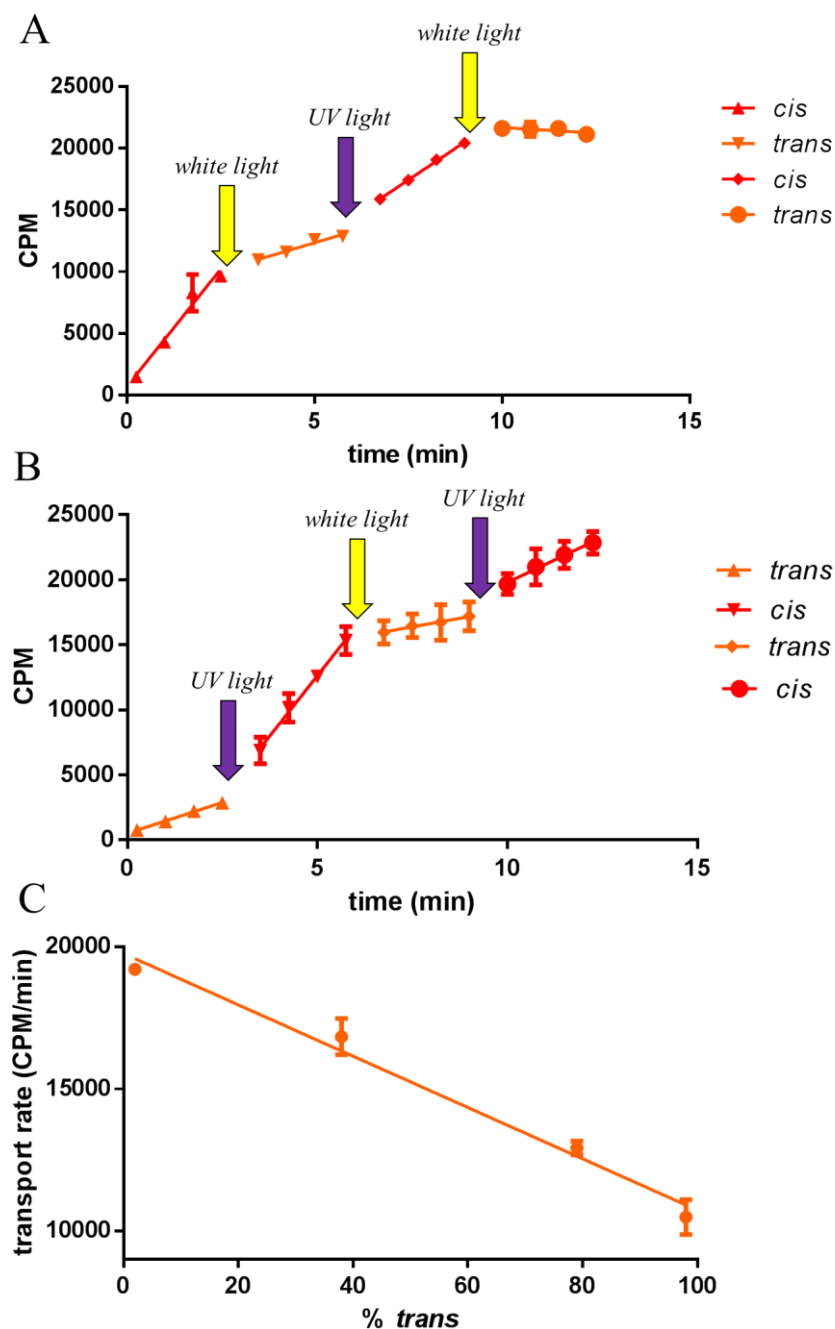 A
white light
UV light
white light
25000
20000
15000
10000
5000
0
CPM
0 5 10 15
time (min)
cis
trans
cis
trans
B
UV light
white light
UV light
25000
20000
15000
10000
5000
0
CPM
0 5 10 15
time (min)
trans
cis
trans
cis
C
20000
15000
10000
transport rate (CPM/min)
0 20 40 60 80 100
% trans